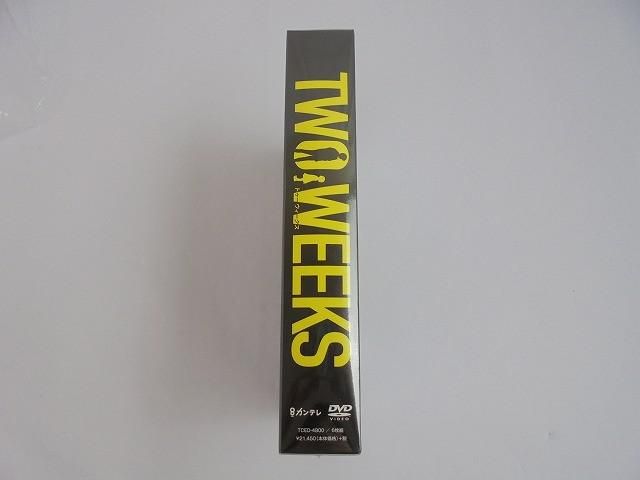 TWO WEEKS
トゥー ウィークス
カンテレ
DVD
VIDEO
TCED-4800 / 6枚組
¥21,450(本体価格)+税